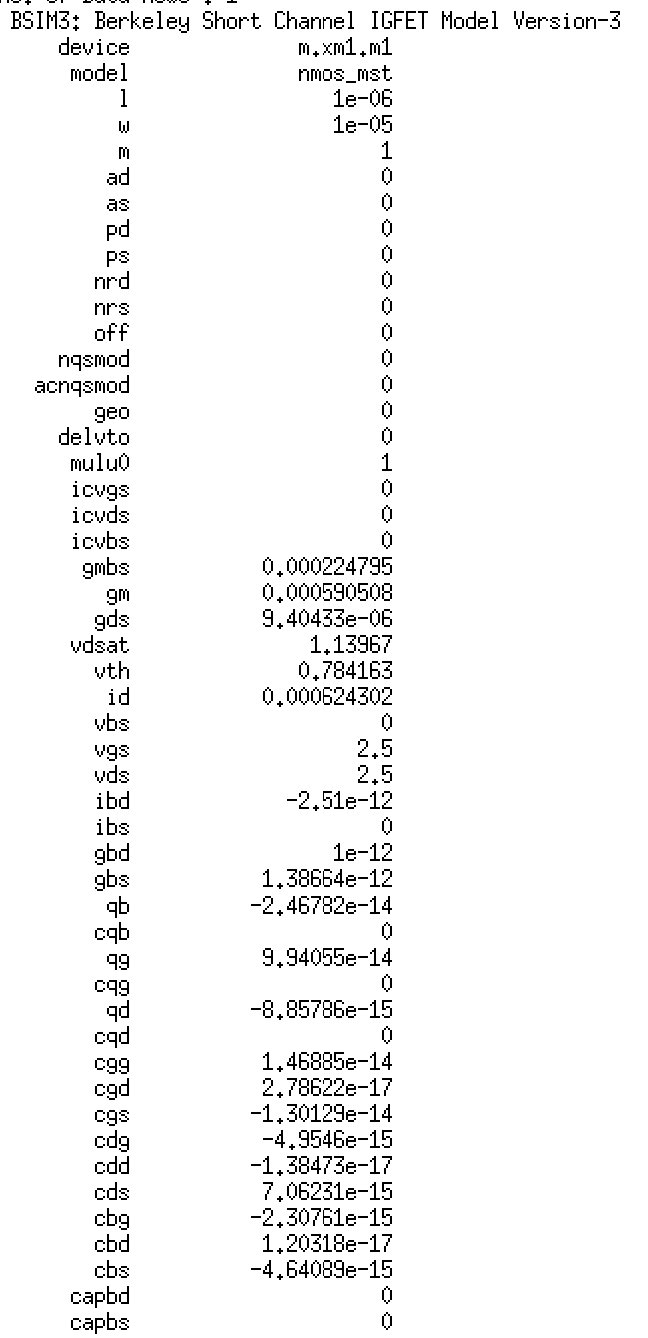 BSIM3: Berkeley Short Channel IGFET Model Version-3
device m.xm1.m1
model nmos_mst
l 1e-06
w 1e-05
m 1
ad 0
as 0
pd 0
ps 0
nrd 0
nrs 0
off 0
nqsmod 0
acnqsmod 0
geo 0
delvto 0
mulu0 1
icvgs 0
icvds 0
icvbs 0
gmbs 0.000224795
gm 0.000590508
gds 9.40433e-06
vdsat 1.13967
vth 0.784163
id 0.000624302
vbs 0
vgs 2.5
vds 2.5
ibd -2.51e-12
ibs 0
gbd 1e-12
gbs 1.38664e-12
qb -2.46782e-14
cqb 0
qg 9.94055e-14
cqg 0
qd -8.85786e-15
cqd 0
cgg 1.46885e-14
cgd 2.78622e-17
cgs -1.30129e-14
cdg -4.9546e-15
cdd -1.38473e-17
cds 7.06231e-15
cbg -2.30761e-15
cbd 1.20318e-17
cbs -4.64089e-15
capbd 0
capbs 0